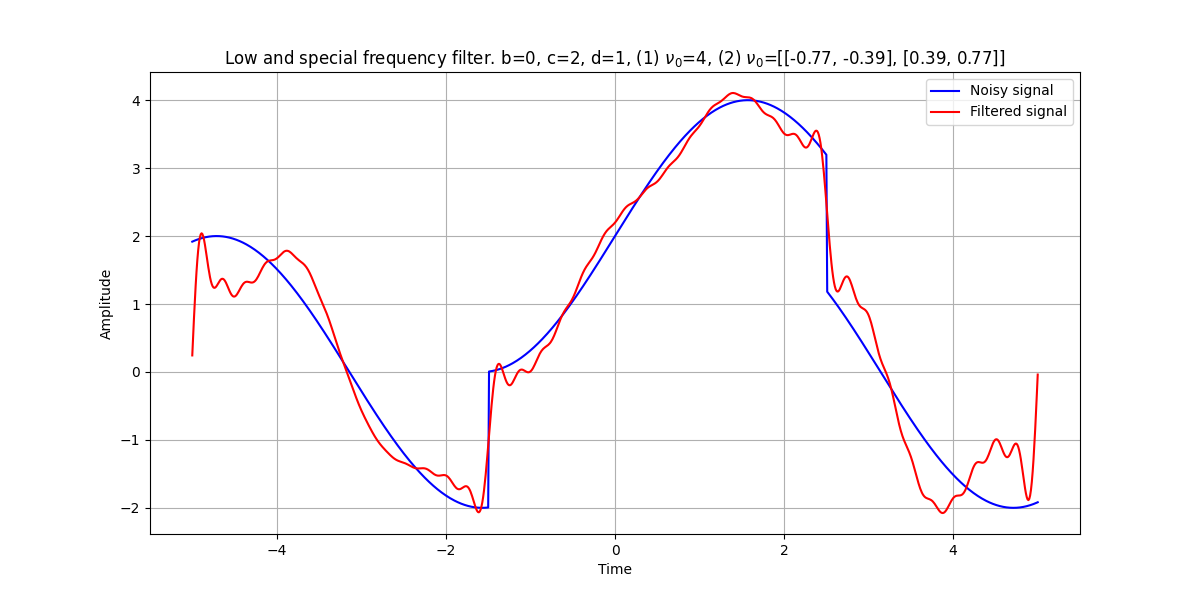 Low and special frequency filter. b=0, c=2, d=1, (1) ν₀=4, (2) ν₀=[[-0.77, -0.39], [0.39, 0.77]]
Noisy signal
Filtered signal
Amplitude
4
3
2
1
0
−1
−2
−4
−2
0
2
4
Time